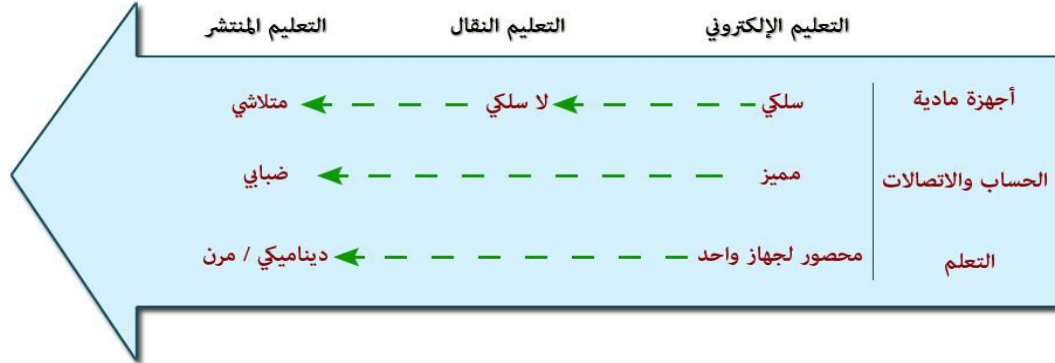 التعليم الإلكتروني التعليم النقال التعليم المنتشر
أجهزة مادية سلكي لا سلكي متلاشي
الحساب والاتصالات مميز ضبابي
التعلم محصور لجهاز واحد ديناميكي / مرن